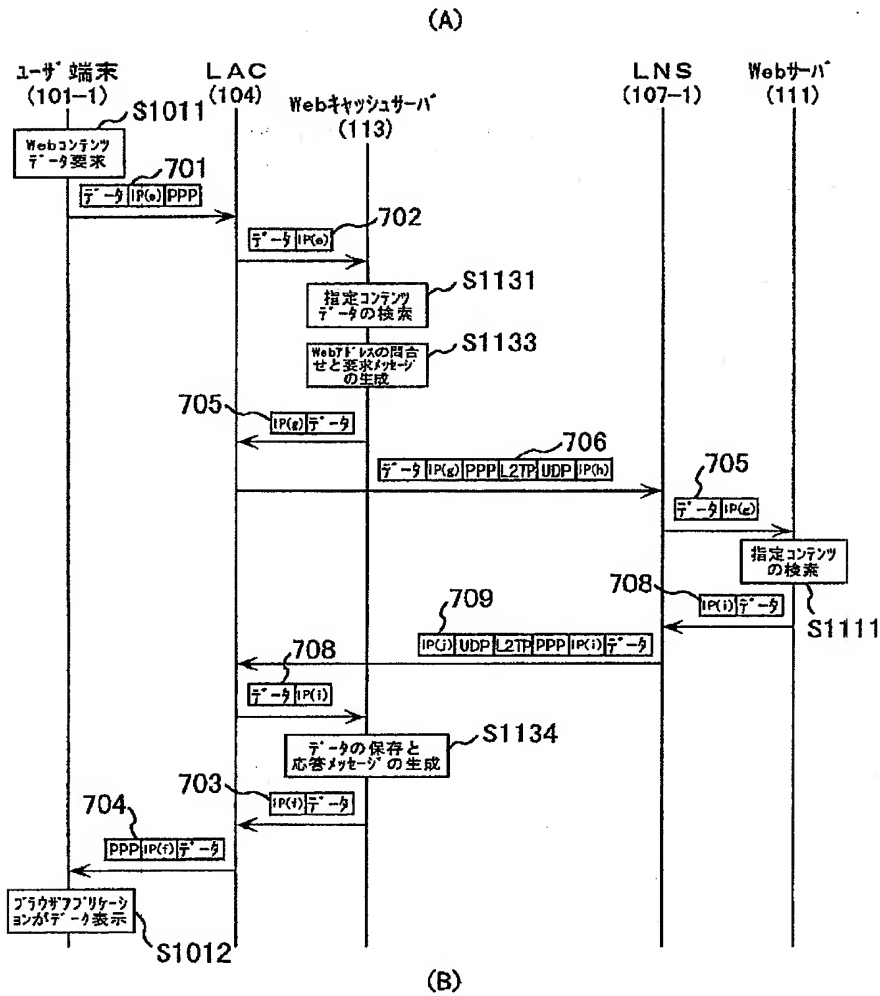 (A)
ユーザ端末
(101-1)
LAC
(104)
Webキャッシュサーバ
(113)
LNS
(107-1)
Webサーバ
(111)
S1011
Webコンテンツ
データ要求
701
データ IP(e) PPP
702
データ IP(e)
S1131
指定コンテンツ
データの検索
S1133
Webアドレスの問合
せと要求メッセージ
の生成
705
IP(g) データ
706
データ IP(g) PPP L2TP UDP IP(h)
705
データ IP(g)
指定コンテンツ
の検索
S1111
708
IP(i) データ
709
IP(j) UDP L2TP PPP IP(i) データ
708
データ IP(i)
S1134
データの保存と
応答メッセージの生成
703
IP(f) データ
704
PPP IP(f) データ
ブラウザアプリケーシ
ョンがデータ表示
S1012
(B)